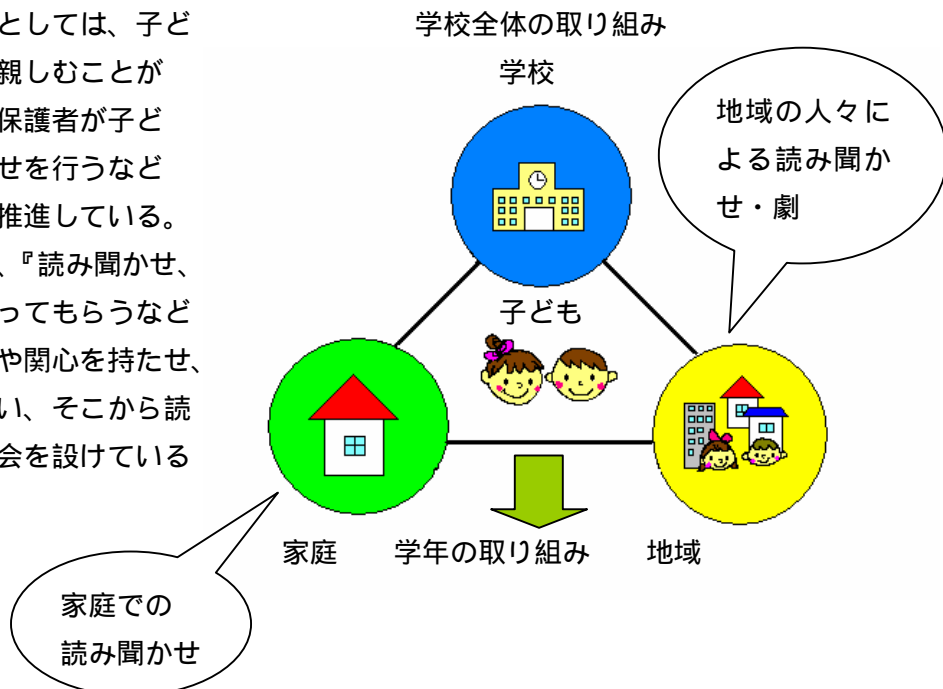 としては、子ど
親しむことが
保護者が子ど
せを行うなど
推進している。
、『読み聞かせ、
ってもらうなど
や関心を持たせ、
い、そこから読
会を設けている
学校全体の取り組み
学校
地域の人々に
よる読み聞か
せ・劇
子ども
家庭
学年の取り組み
地域
家庭での
読み聞かせ